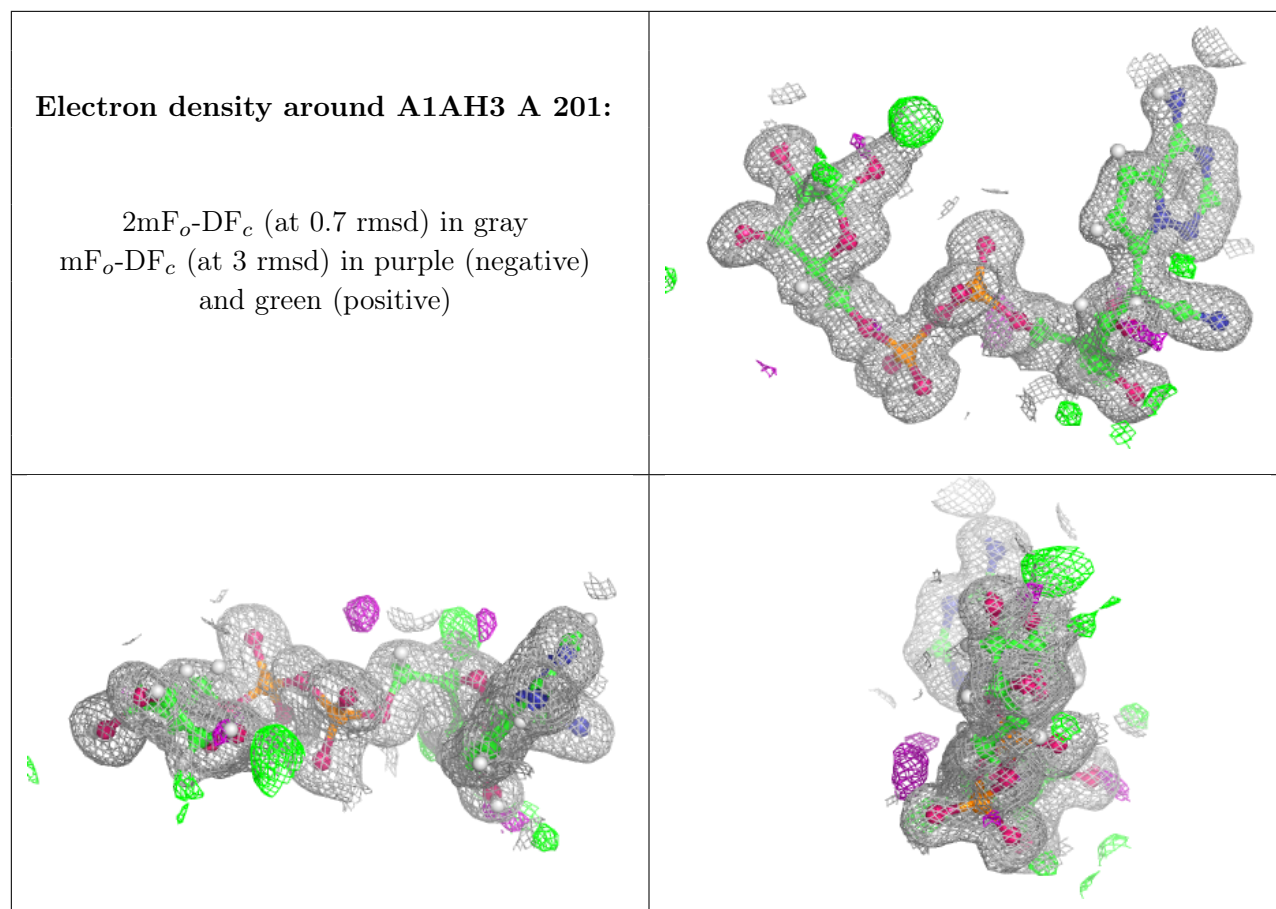 Electron density around A1AH3 A 201:
2mFo-DFc (at 0.7 rmsd) in gray
mFo-DFc (at 3 rmsd) in purple (negative)
and green (positive)